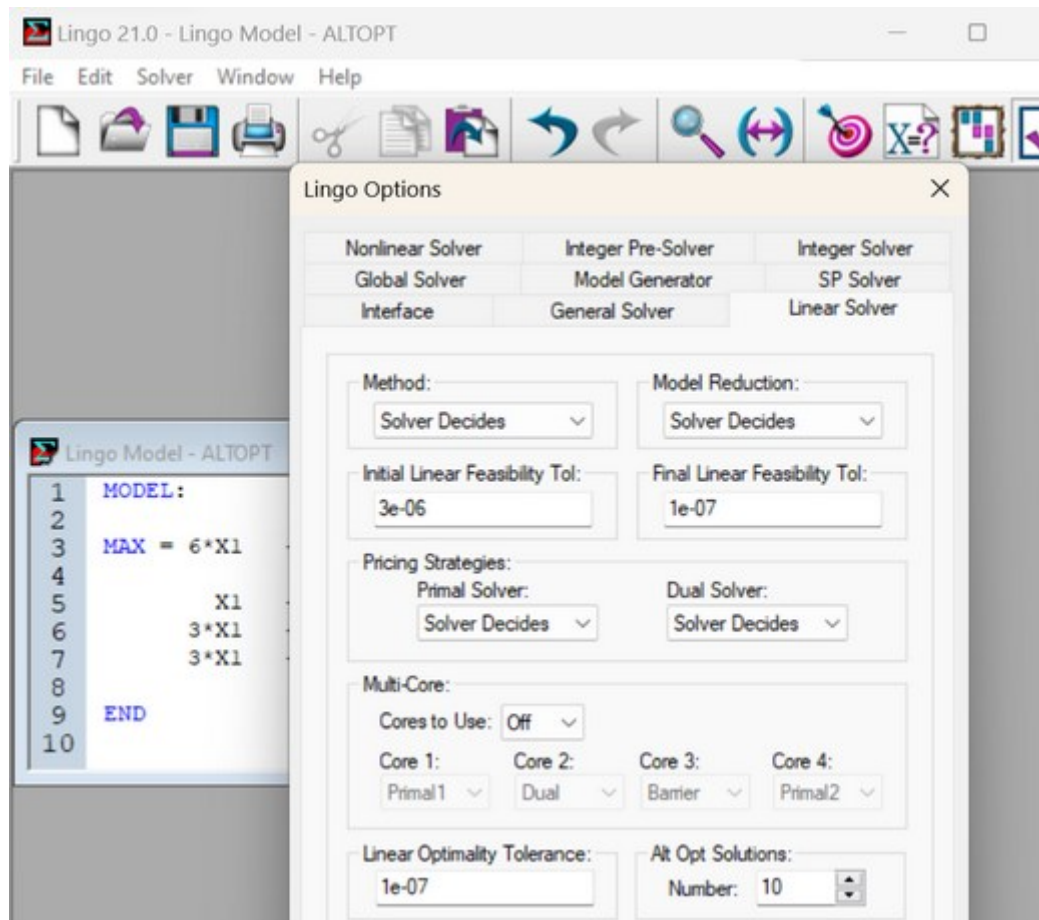 Lingo 21.0 - Lingo Model - ALTOPT
File Edit Solver Window Help
X=?
Lingo Options
Nonlinear Solver Integer Pre-Solver Integer Solver
Global Solver Model Generator SP Solver
Interface General Solver Linear Solver
Method: Model Reduction:
Solver Decides Solver Decides
Initial Linear Feasibility Tol: Final Linear Feasibility Tol:
3e-06 1e-07
Pricing Strategies:
Primal Solver: Dual Solver:
Solver Decides Solver Decides
Multi-Core:
Cores to Use: Off
Core 1: Core 2: Core 3: Core 4:
Primal1 Dual Barrier Primal2
Linear Optimality Tolerance: Alt Opt Solutions:
1e-07 Number: 10
Lingo Model - ALTOPT
1 MODEL:
2
3 MAX = 6*X1
4
5 X1
6 3*X1
7 3*X1
8
9 END
10